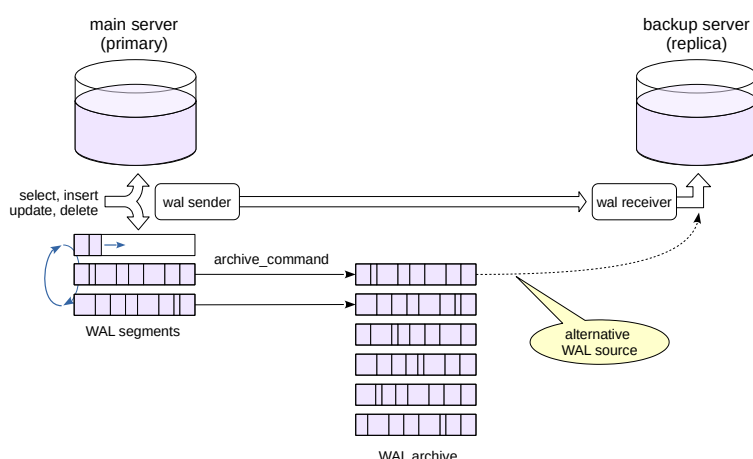 main server
(primary)
backup server
(replica)
select, insert
update, delete
wal sender
wal receiver
archive_command
WAL segments
alternative
WAL source
WAL archive